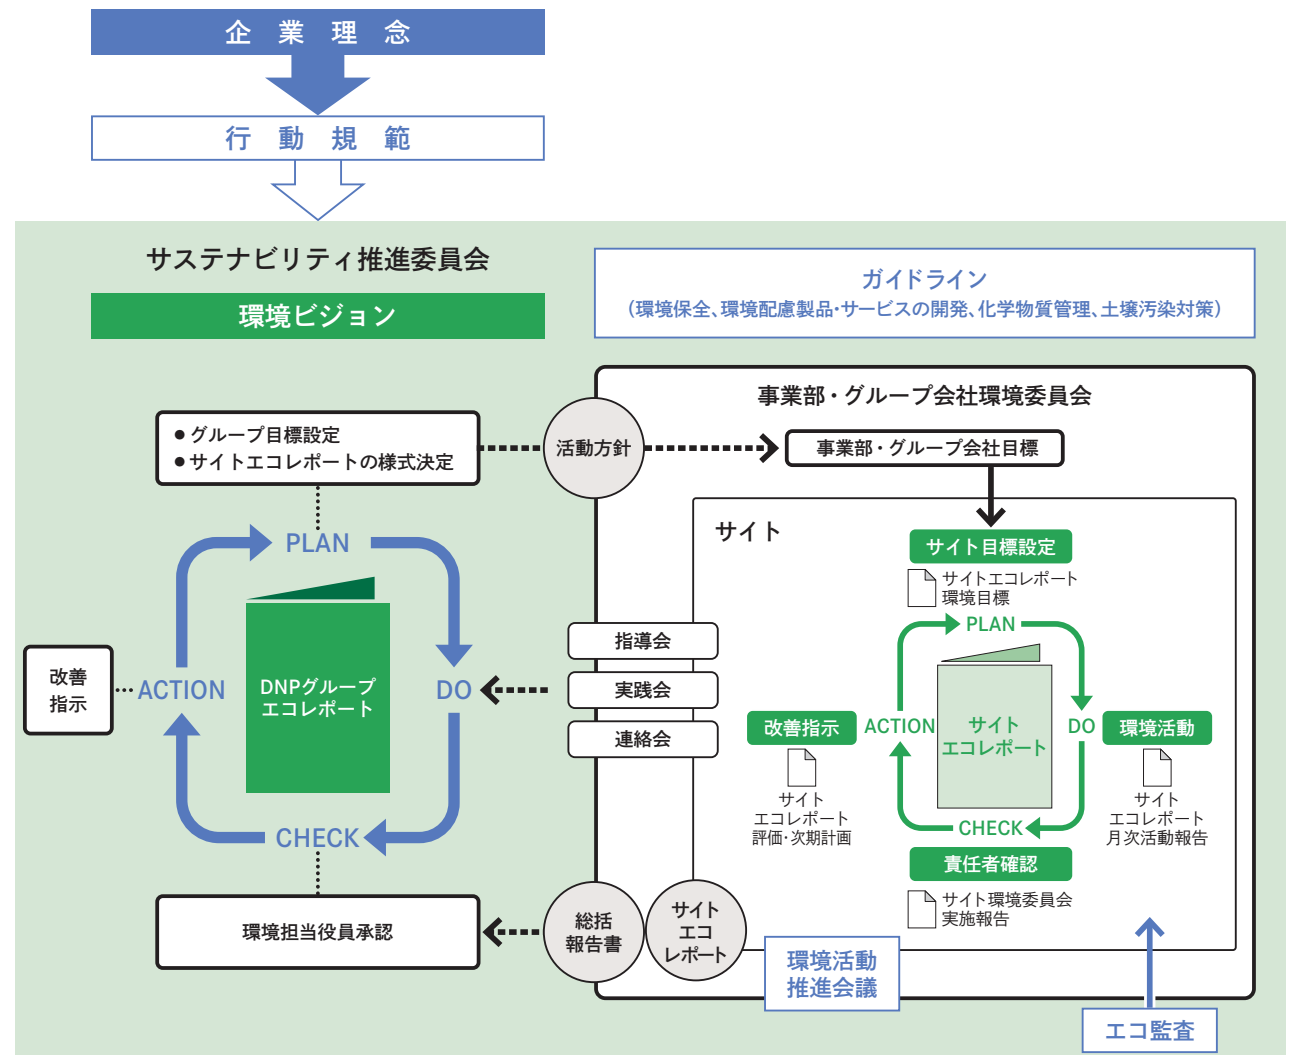 企業理念
行動規範
サステナビリティ推進委員会
環境ビジョン
ガイドライン
（環境保全、環境配慮製品・サービスの開発、化学物質管理、土壌汚染対策）
事業部・グループ会社環境委員会
● グループ目標設定
● サイトエコレポートの様式決定
活動方針
事業部・グループ会社目標
サイト
サイト目標設定
サイトエコレポート
環境目標
PLAN
DO
CHECK
ACTION
DNPグループ
エコレポート
改善
指示
指導会
実践会
連絡会
PLAN
DO
CHECK
ACTION
サイト
エコレポート
改善指示
サイト
エコレポート
評価・次期計画
環境活動
サイト
エコレポート
月次活動報告
責任者確認
サイト環境委員会
実施報告
環境担当役員承認
総括
報告書
サイト
エコ
レポート
環境活動
推進会議
エコ監査